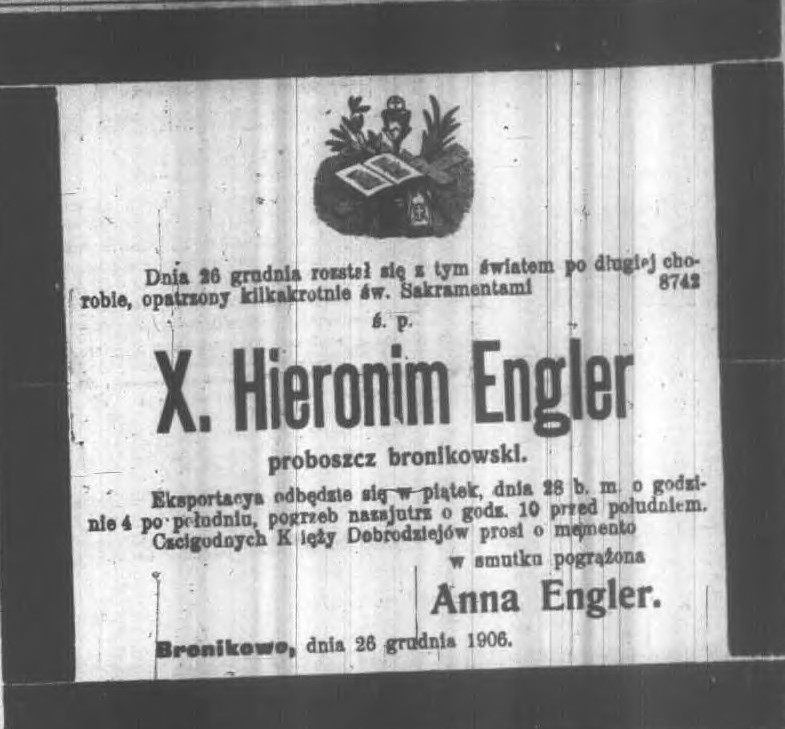 Dnia 26 grudnia rozstał się z tym światem po długiej cho-
robie, opatrzony kilkakrotnie św. Sakramentami 8742
ś. p.
X. Hieronim Engler
proboszcz bronikowski.
Eksportacya odbędzie się w piątek, dnia 28 b. m. o godzi-
nie 4 po południu, pogrzeb nazajutrz o godz. 10 przed południem.
Czcigodnych K ięży Dobrodziejów prosi o memento
w smutku pogrążona
Anna Engler.
Bronikowo, dnia 26 grudnia 1906.